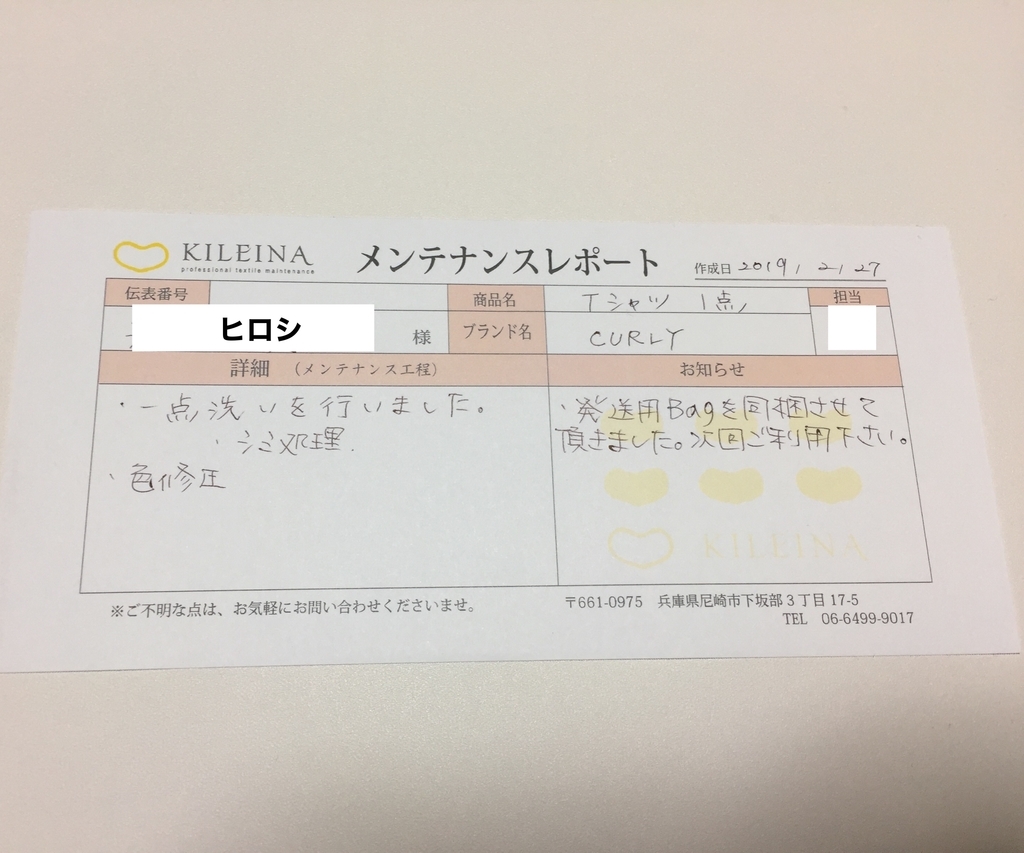 KILEINA
professional textile maintenance
メンテナンスレポート
作成日 2019, 2, 27
伝表番号
商品名 Tシャツ 1点
担当
ヒロシ 様
ブランド名 CURLY
詳細 (メンテナンス工程)
お知らせ
・一点洗いを行いました。
・シミ処理.
・色修正
・発送用Bagを同梱させて
頂きました。次回ご利用下さい。
KILEINA
※ご不明な点は、お気軽にお問い合わせくださいませ。
〒661-0975 兵庫県尼崎市下坂部3丁目17-5
TEL 06-6499-9017